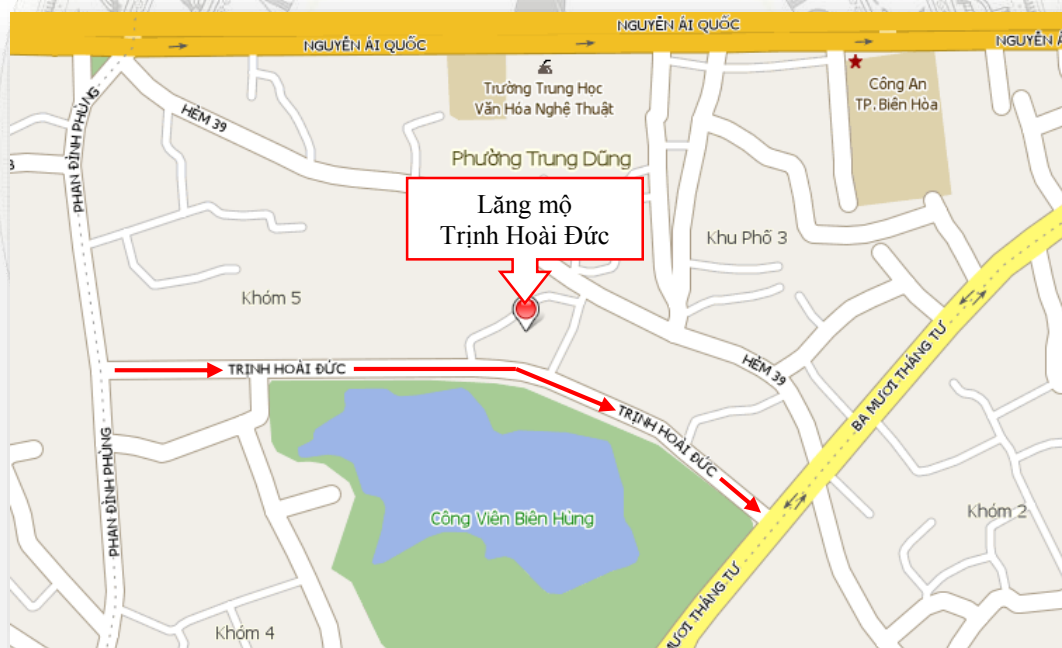 NGUYỄN ÁI QUỐC
NGUYỄN ÁI QUỐC
NGUYỄN Á
Trường Trung Học
Văn Hóa Nghệ Thuật
Công An
TP. Biên Hòa
PHAN ĐÌNH PHÙNG
HẺM 39
Phường Trung Dũng
Lăng mộ
Trịnh Hoài Đức
Khu Phố 3
Khóm 5
TRỊNH HOÀI ĐỨC
HẺM 39
BA MƯƠI THÁNG TƯ
TRỊNH HOÀI ĐỨC
PHAN ĐÌNH PHÙNG
Công Viên Biên Hùng
Khóm 2
Khóm 4
MƯƠI THÁNG TƯ